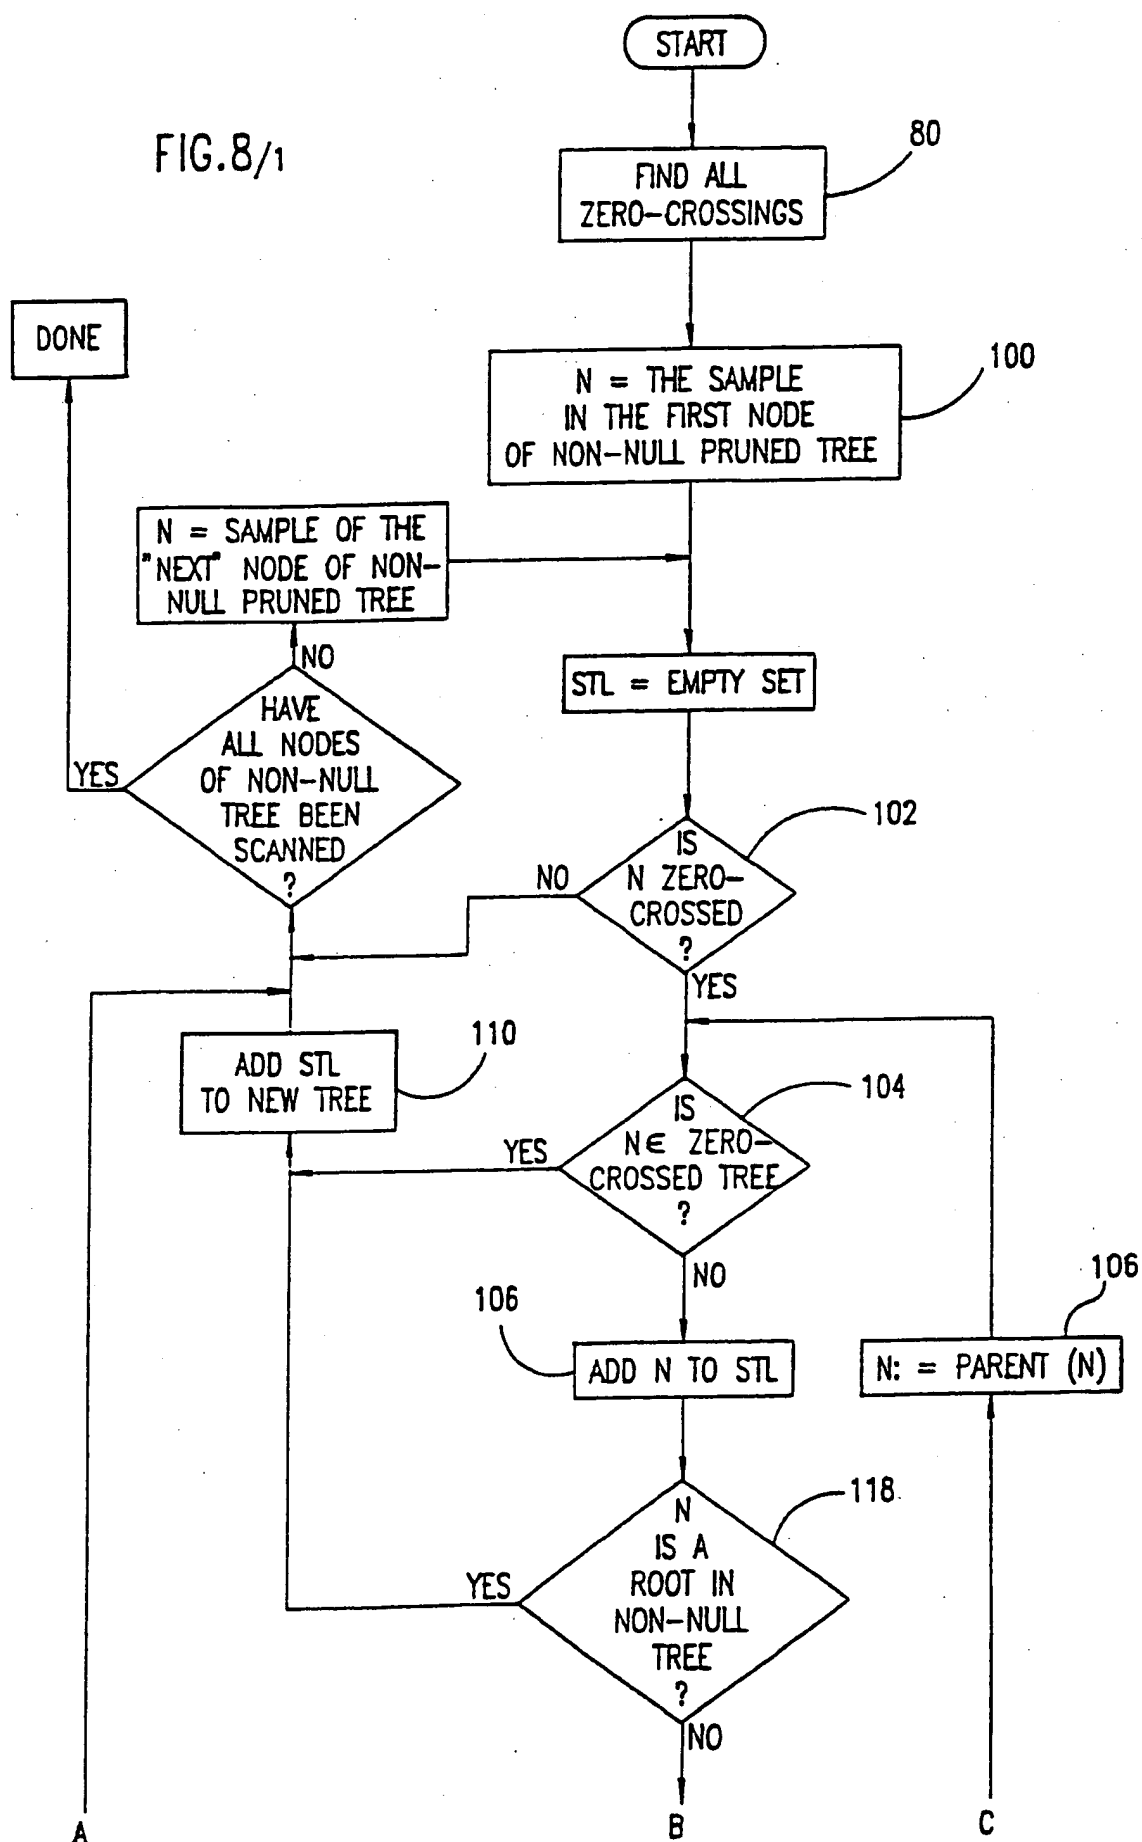 START
FIG.8/1
80
FIND ALL
ZERO-CROSSINGS
DONE
100
N = THE SAMPLE
IN THE FIRST NODE
OF NON-NULL PRUNED TREE
N = SAMPLE OF THE
"NEXT" NODE OF NON-
NULL PRUNED TREE
NO
STL = EMPTY SET
HAVE
ALL NODES
OF NON-NULL
TREE BEEN
SCANNED
?
YES
102
IS
N ZERO-
CROSSED
?
NO
YES
110
ADD STL
TO NEW TREE
104
IS
N∈ ZERO-
CROSSED TREE
?
YES
NO
106
ADD N TO STL
106
N: = PARENT (N)
118
N
IS A
ROOT IN
NON-NULL
TREE
?
YES
NO
A
B
C